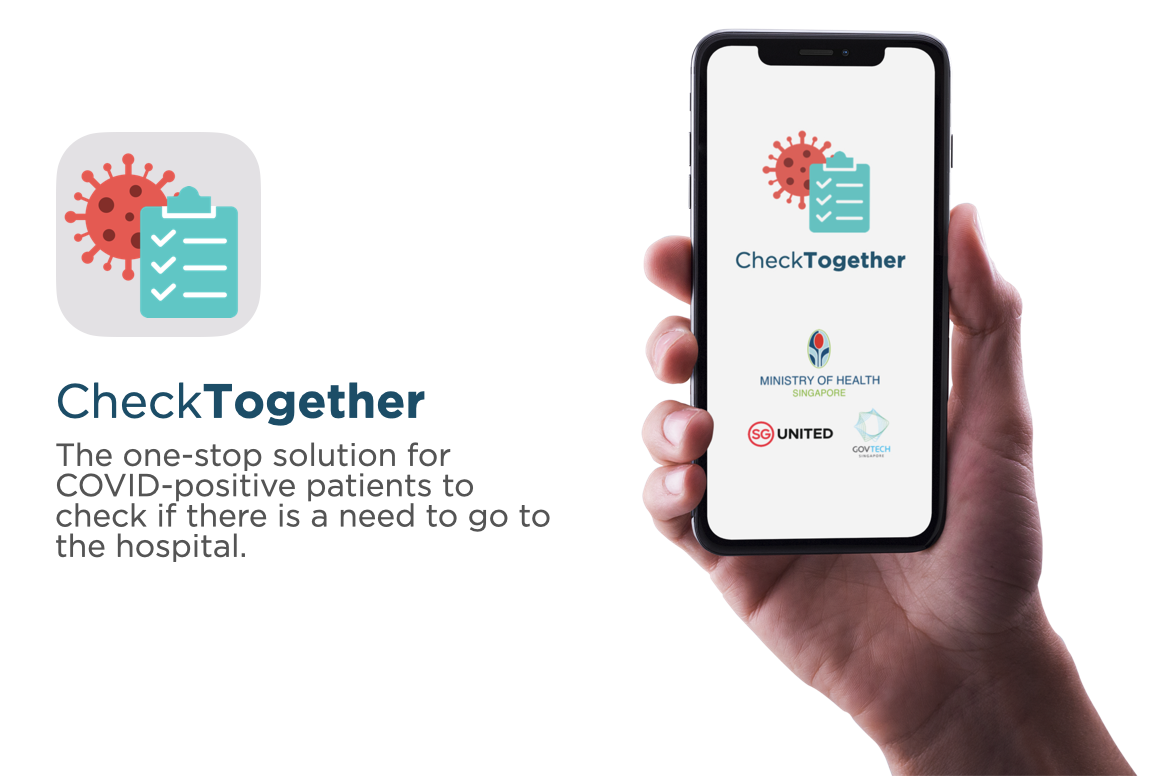 CheckTogether
The one-stop solution for
COVID-positive patients to
check if there is a need to go to
the hospital.
CheckTogether
MINISTRY OF HEALTH
SINGAPORE
SG UNITED
GOVTECH
SINGAPORE